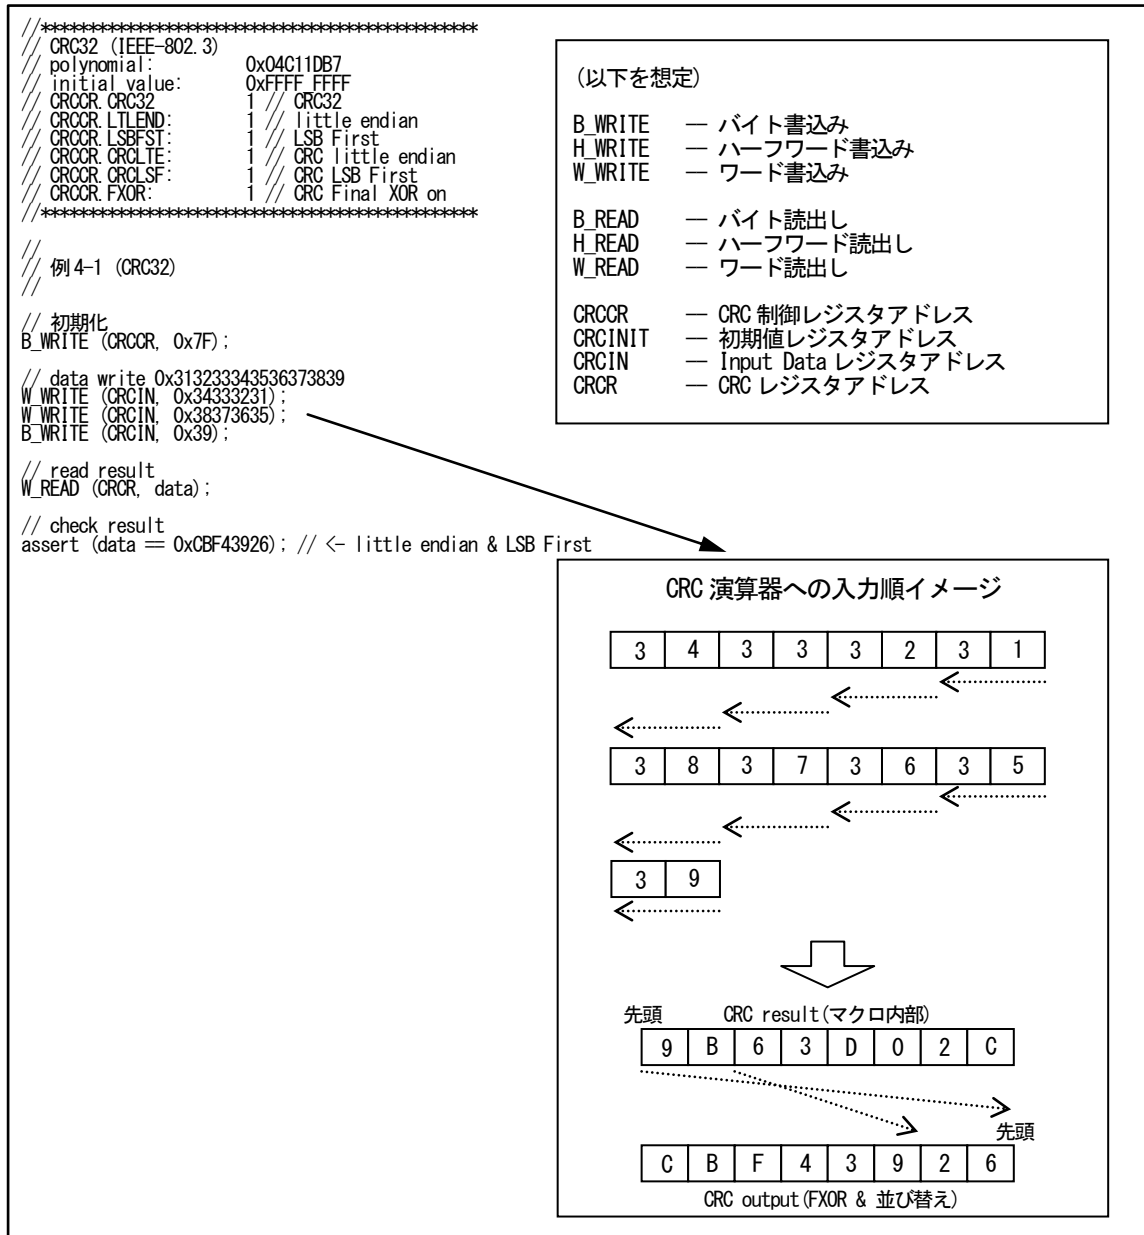 //**********************************************
// CRC32 (IEEE-802.3)
// polynomial: 0x04C11DB7
// initial value: 0xFFFF_FFFF
// CRCCR.CRC32 1 // CRC32
// CRCCR.LTLEND: 1 // little endian
// CRCCR.LSBFST: 1 // LSB First
// CRCCR.CRCLTE: 1 // CRC little endian
// CRCCR.CRCLSF: 1 // CRC LSB First
// CRCCR.FXOR: 1 // CRC Final XOR on
//**********************************************
//
// 例 4-1 (CRC32)
//
// 初期化
B_WRITE (CRCCR, 0x7F);
// data write 0x313233343536373839
W_WRITE (CRCIN, 0x34333231);
W_WRITE (CRCIN, 0x38373635);
B_WRITE (CRCIN, 0x39);
// read result
W_READ (CRCR, data);
// check result
assert (data == 0xCBF43926); // <- little endian & LSB First
(以下を想定)
B_WRITE — バイト書込み
H_WRITE — ハーフワード書込み
W_WRITE — ワード書込み
B_READ — バイト読出し
H_READ — ハーフワード読出し
W_READ — ワード読出し
CRCCR — CRC 制御レジスタアドレス
CRCINIT — 初期値レジスタアドレス
CRCIN — Input Data レジスタアドレス
CRCR — CRC レジスタアドレス
CRC 演算器への入力順イメージ
3 4 3 3 3 2 3 1
3 8 3 7 3 6 3 5
3 9
先頭 CRC result(マクロ内部)
9 B 6 3 D 0 2 C
先頭
C B F 4 3 9 2 6
CRC output(FXOR & 並び替え)